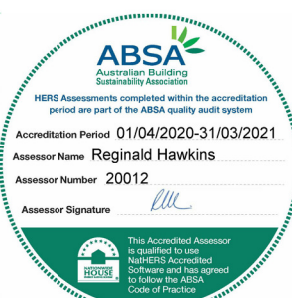 ABSA
Australian Building
Sustainability Association
HERS Assessments completed within the accreditation
period are part of the ABSA quality audit system
Accreditation Period 01/04/2020-31/03/2021
Assessor Name Reginald Hawkins
Assessor Number 20012
Assessor Signature
NATIONWIDE
HOUSE
This Accredited Assessor
is qualified to use
NatHERS Accredited
Software and has agreed
to follow the ABSA
Code of Practice